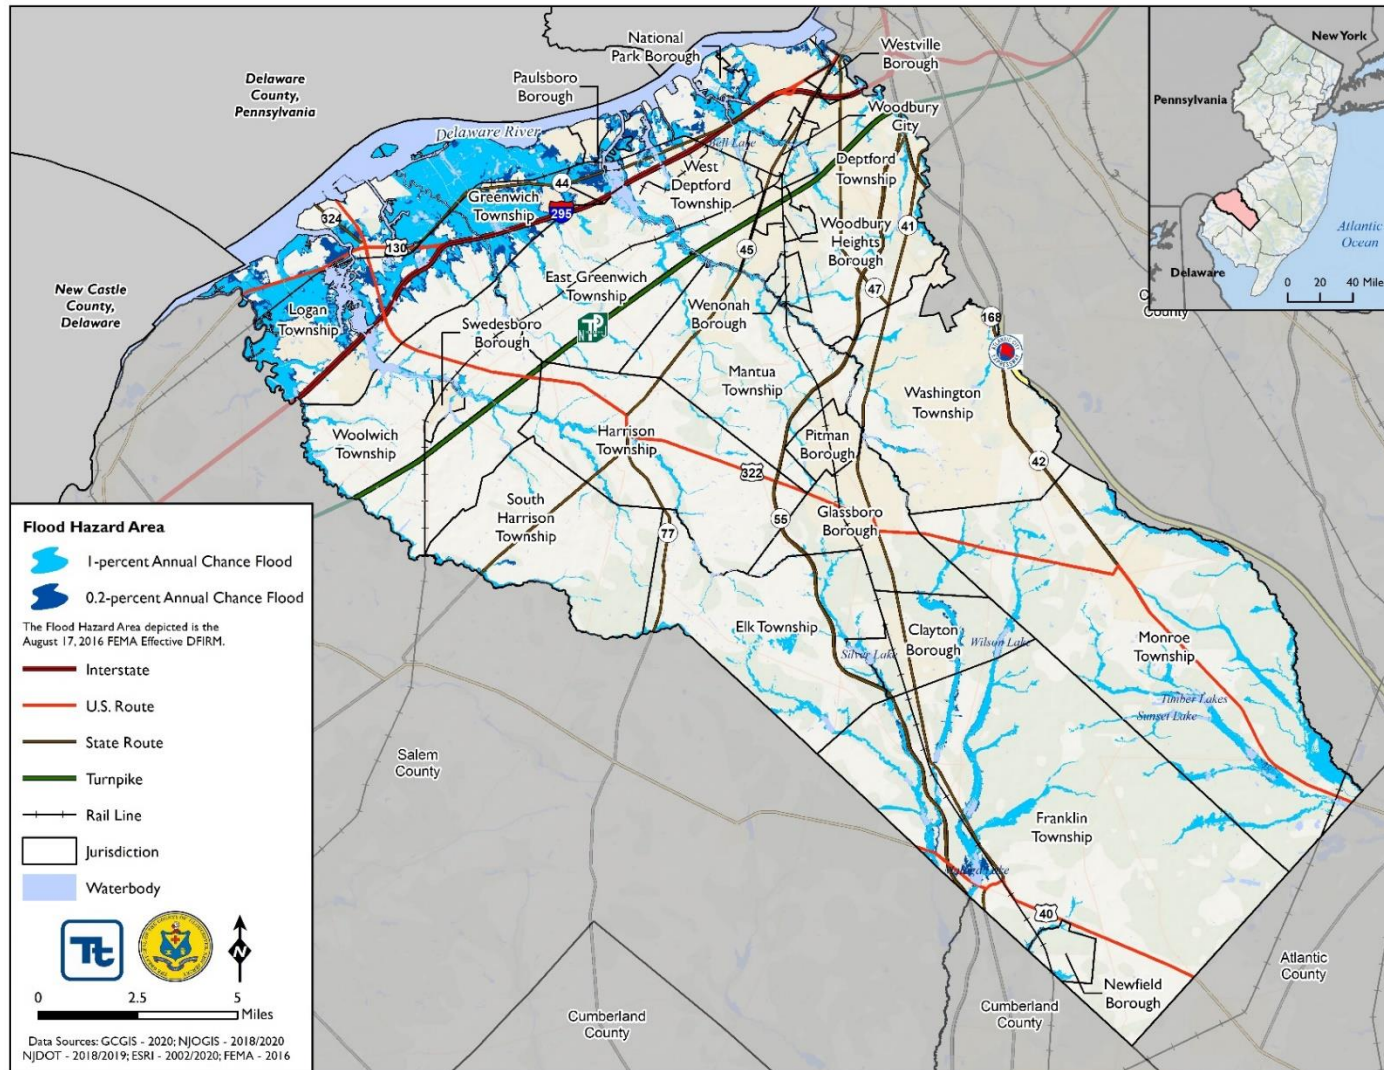 National
Park Borough
Westville
Borough
New York
Delaware
County,
Pennsylvania
Paulsboro
Borough
Pennsylvania
Woodbury
City
Delaware River
West
Deptford
Township
Deptford
Township
44
Greenwich
Township
295
324
130
41
Woodbury
Heights
Borough
45
Atlantic
Ocean
Delaware
0 20 40 Miles
County
New Castle
County,
Delaware
East Greenwich
Township
47
Logan
Township
Wenonah
Borough
168
Swedesboro
Borough
Mantua
Township
Washington
Township
Woolwich
Township
Harrison
Township
Pitman
Borough
322
42
South
Harrison
Township
55
Glassboro
Borough
77
Elk Township
Silver Lake
Clayton
Borough
Wilson Lake
Monroe
Township
Timber Lakes
Sunset Lake
Salem
County
Franklin
Township
40
Newfield
Borough
Atlantic
County
Cumberland
County
Cumberland
County
Flood Hazard Area
1-percent Annual Chance Flood
0.2-percent Annual Chance Flood
The Flood Hazard Area depicted is the
August 17, 2016 FEMA Effective DFIRM.
Interstate
U.S. Route
State Route
Turnpike
Rail Line
Jurisdiction
Waterbody
Tt
N
0 2.5 5
Miles
Data Sources: GCGIS - 2020; NJOGIS - 2018/2020
NJDOT - 2018/2019; ESRI - 2002/2020; FEMA - 2016